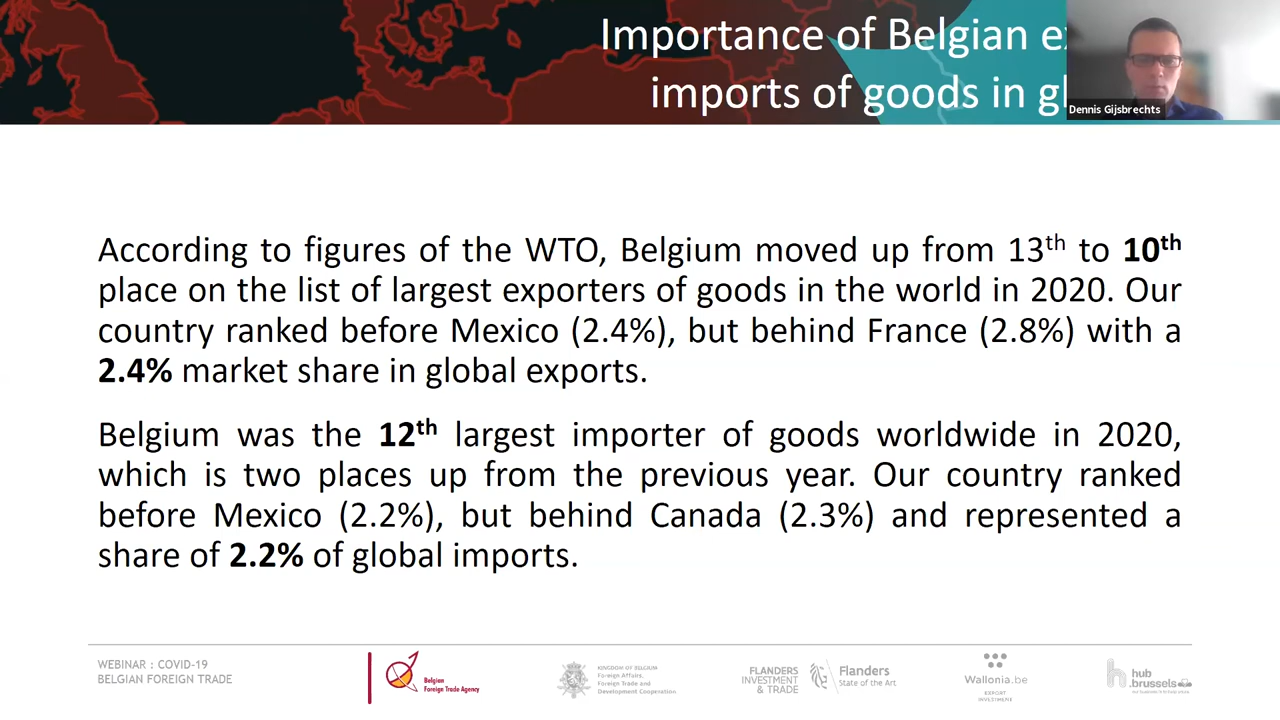 Importance of Belgian
imports of goods in
Dennis Gijsbrechts
According to figures of the WTO, Belgium moved up from 13th to 10th
place on the list of largest exporters of goods in the world in 2020. Our
country ranked before Mexico (2.4%), but behind France (2.8%) with a
2.4% market share in global exports.
Belgium was the 12th largest importer of goods worldwide in 2020,
which is two places up from the previous year. Our country ranked
before Mexico (2.2%), but behind Canada (2.3%) and represented a
share of 2.2% of global imports.
WEBINAR : COVID-19
BELGIAN FOREIGN TRADE
Belgian
Foreign Trade Agency
KINGDOM OF BELGIUM
Foreign Affairs,
Foreign Trade and
Development Cooperation
FLANDERS
INVESTMENT
& TRADE
Flanders
State of the Art
Wallonia.be
EXPORT
INVESTMENT
hub
.brussels